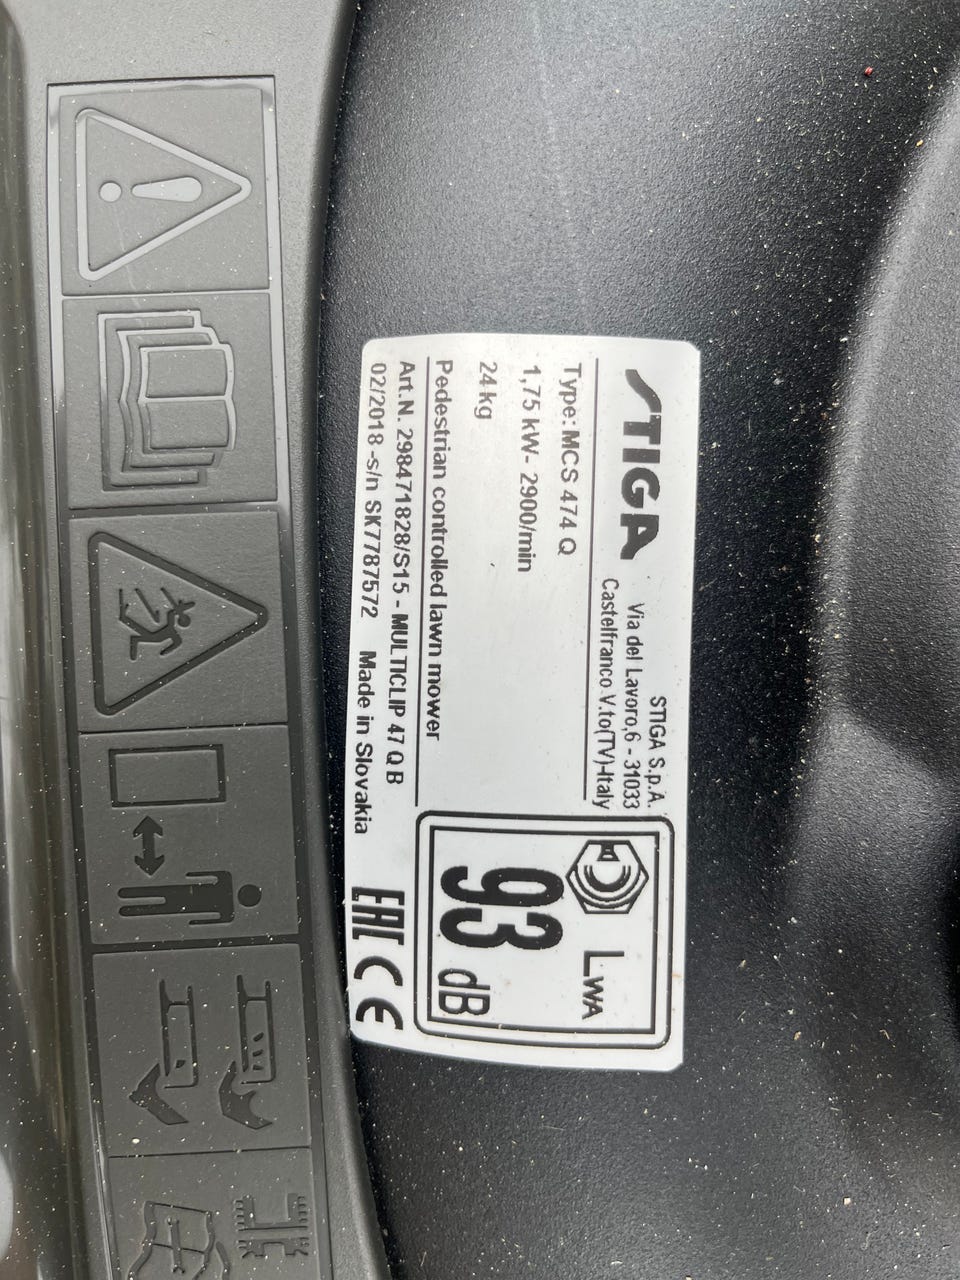 STIGA
STIGA S.p.A.
Via del Lavoro,6 - 31033
Castelfranco V.to(TV)-Italy
Type: MCS 474 Q
1,75 kW- 2900/min
24 kg
LWA
93 dB
Pedestrian controlled lawn mower
Art.N. 298471828/S15 - MULTICLIP 47 Q B
02/2018 -s/n SK7787572 Made in Slovakia
EAC CE